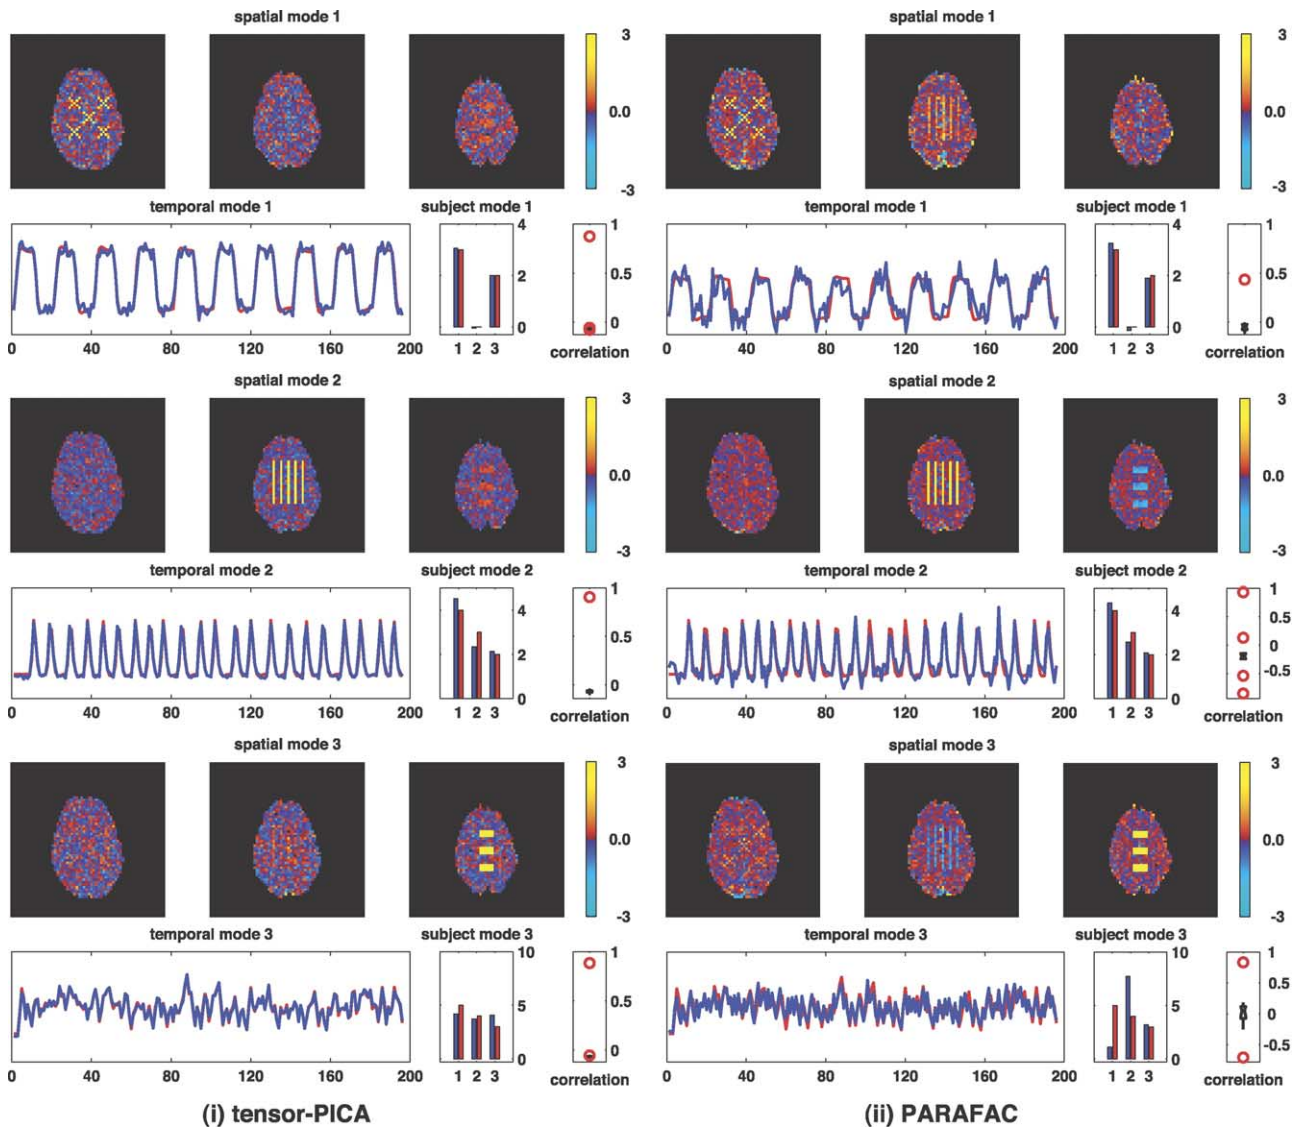 spatial mode 1
spatial mode 1
3
0.0
-3
3
0.0
-3
temporal mode 1
subject mode 1
temporal mode 1
subject mode 1
4
2
0
1
0.5
0
4
2
0
1
0.5
0
0 40 80 120 160 200
1 2 3
correlation
0 40 80 120 160 200
1 2 3
correlation
spatial mode 2
spatial mode 2
3
0.0
-3
3
0.0
-3
temporal mode 2
subject mode 2
temporal mode 2
subject mode 2
4
2
0
1
0.5
0
4
2
0
1
0.5
0
-0.5
0 40 80 120 160 200
1 2 3
correlation
0 40 80 120 160 200
1 2 3
correlation
spatial mode 3
spatial mode 3
3
0.0
-3
3
0.0
-3
temporal mode 3
subject mode 3
temporal mode 3
subject mode 3
10
5
0
1
0.5
0
10
5
0
1
0.5
0
-0.5
0 40 80 120 160 200
1 2 3
correlation
0 40 80 120 160 200
1 2 3
correlation
(i) tensor-PICA
(ii) PARAFAC